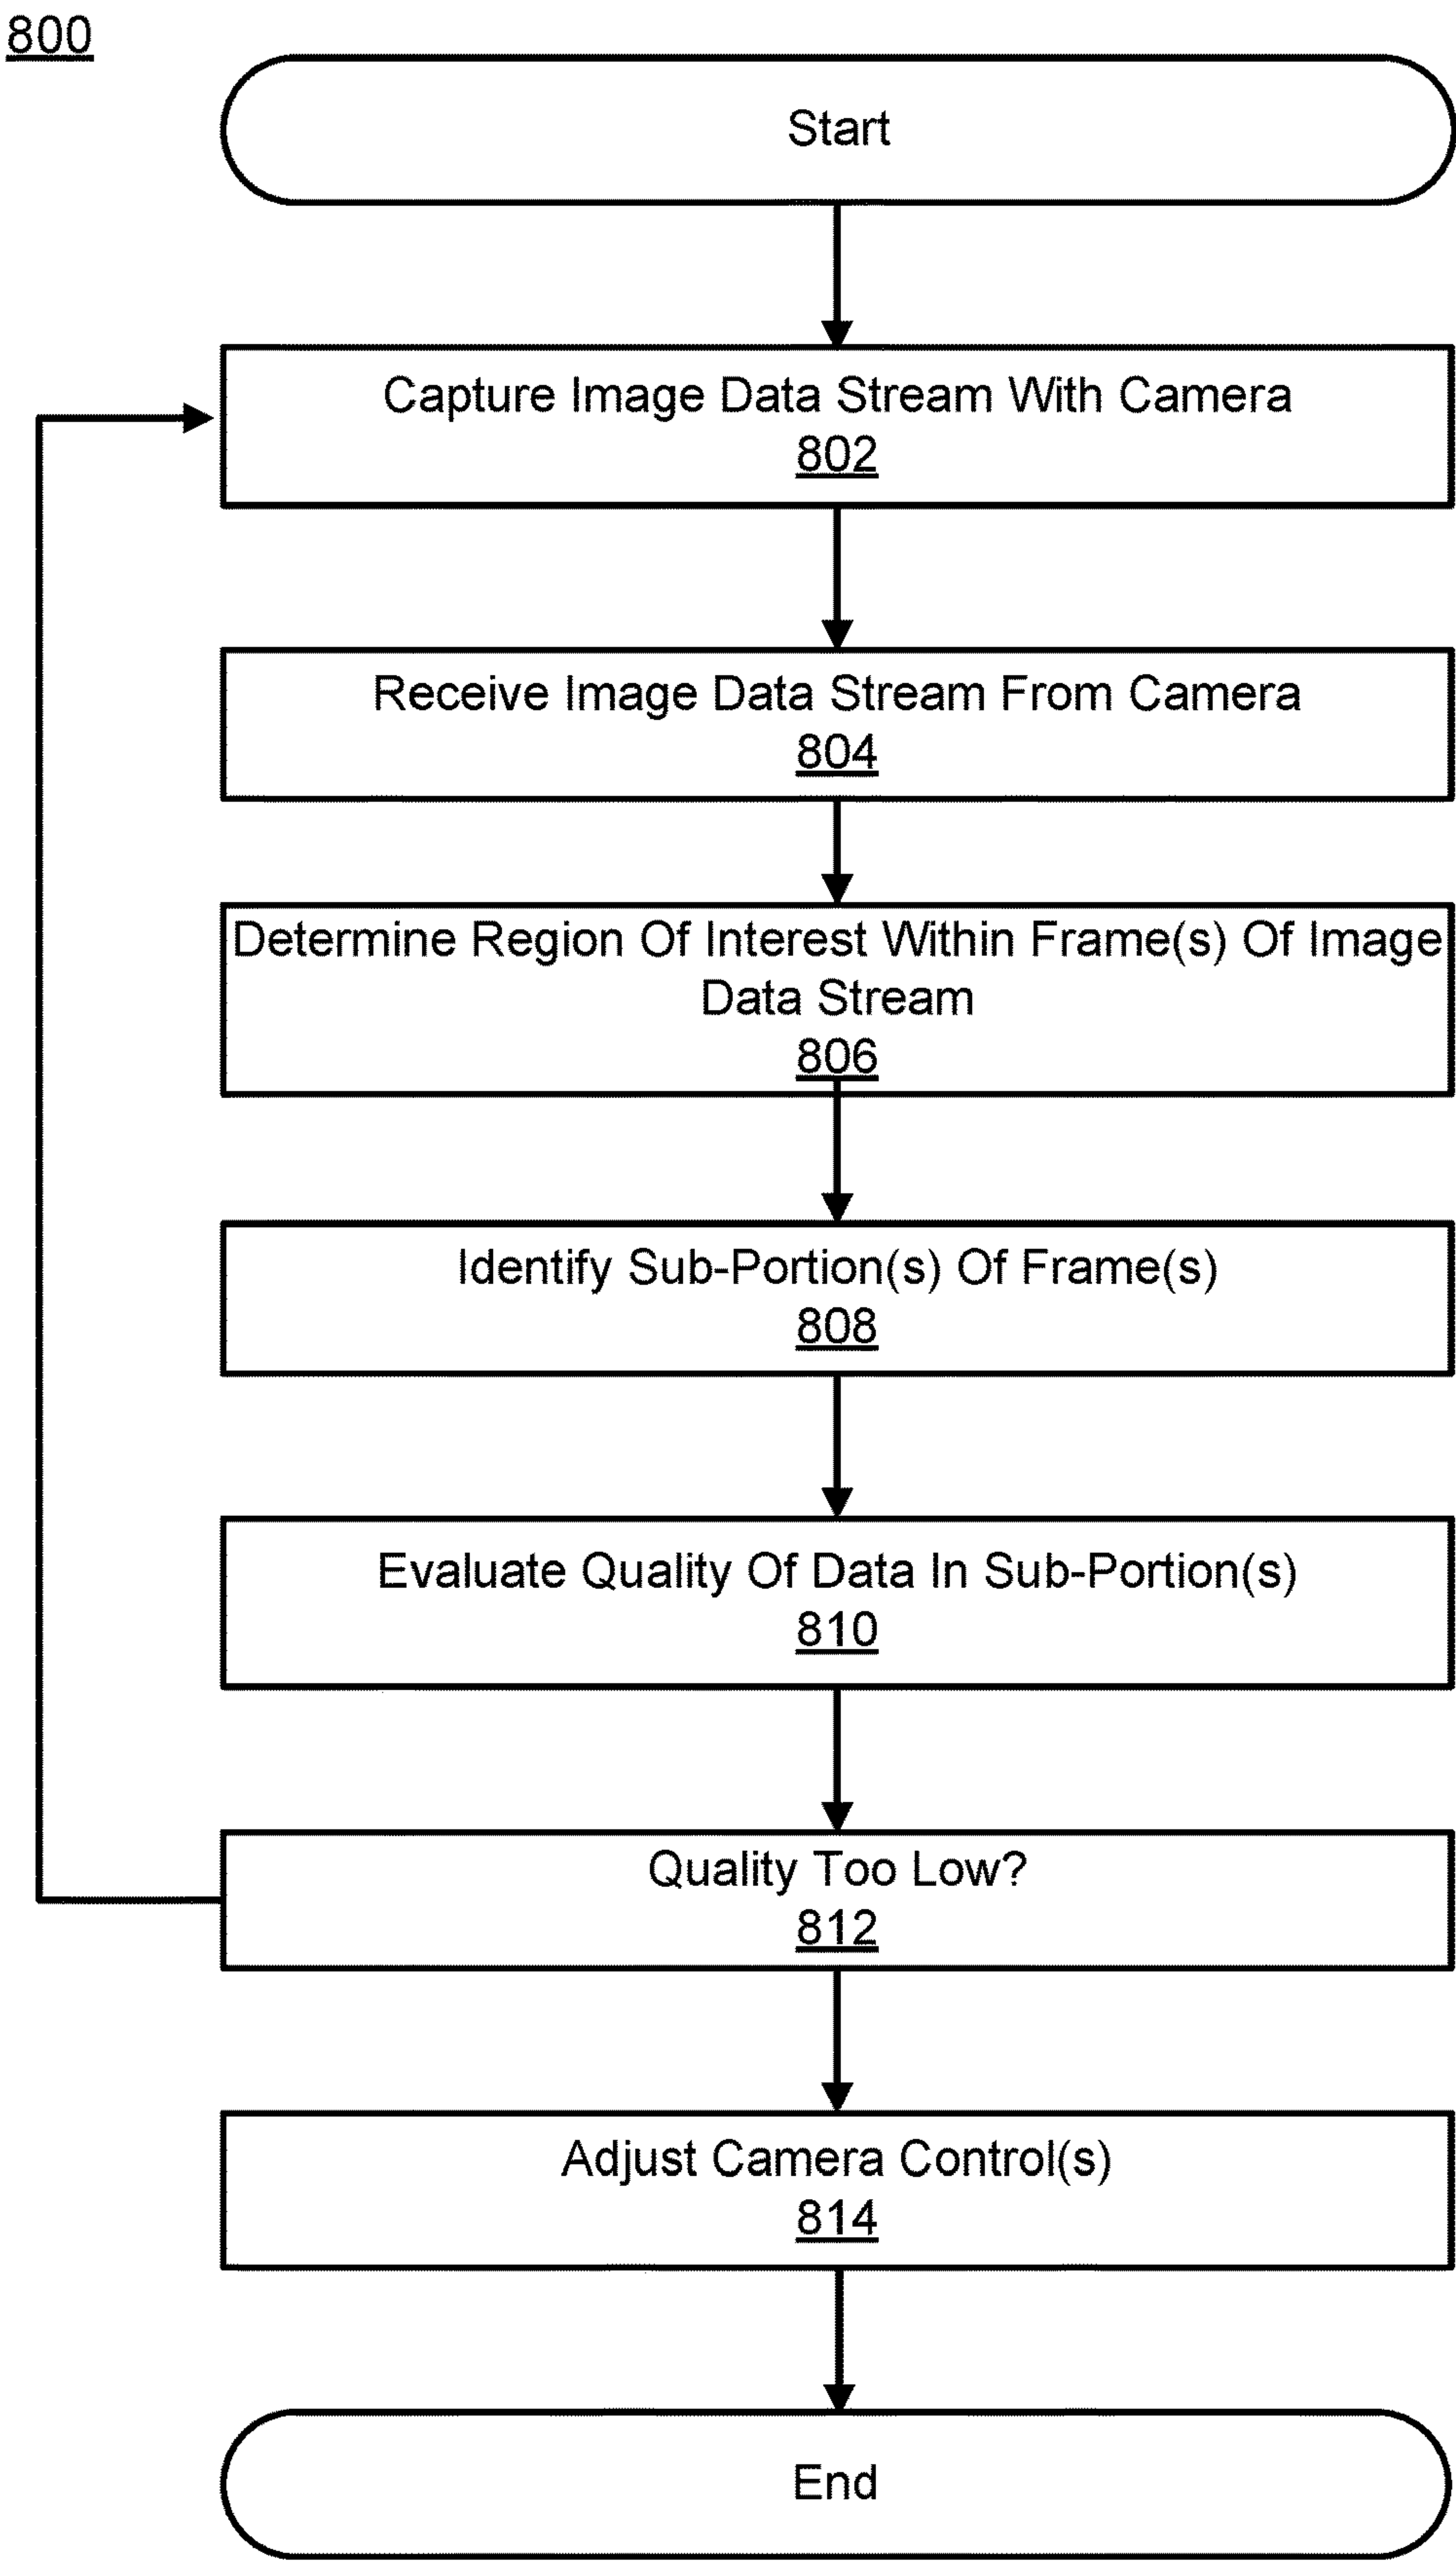 800
Start
Capture Image Data Stream With Camera
802
Receive Image Data Stream From Camera
804
Determine Region Of Interest Within Frame(s) Of Image
Data Stream
806
Identify Sub-Portion(s) Of Frame(s)
808
Evaluate Quality Of Data In Sub-Portion(s)
810
Quality Too Low?
812
Adjust Camera Control(s)
814
End